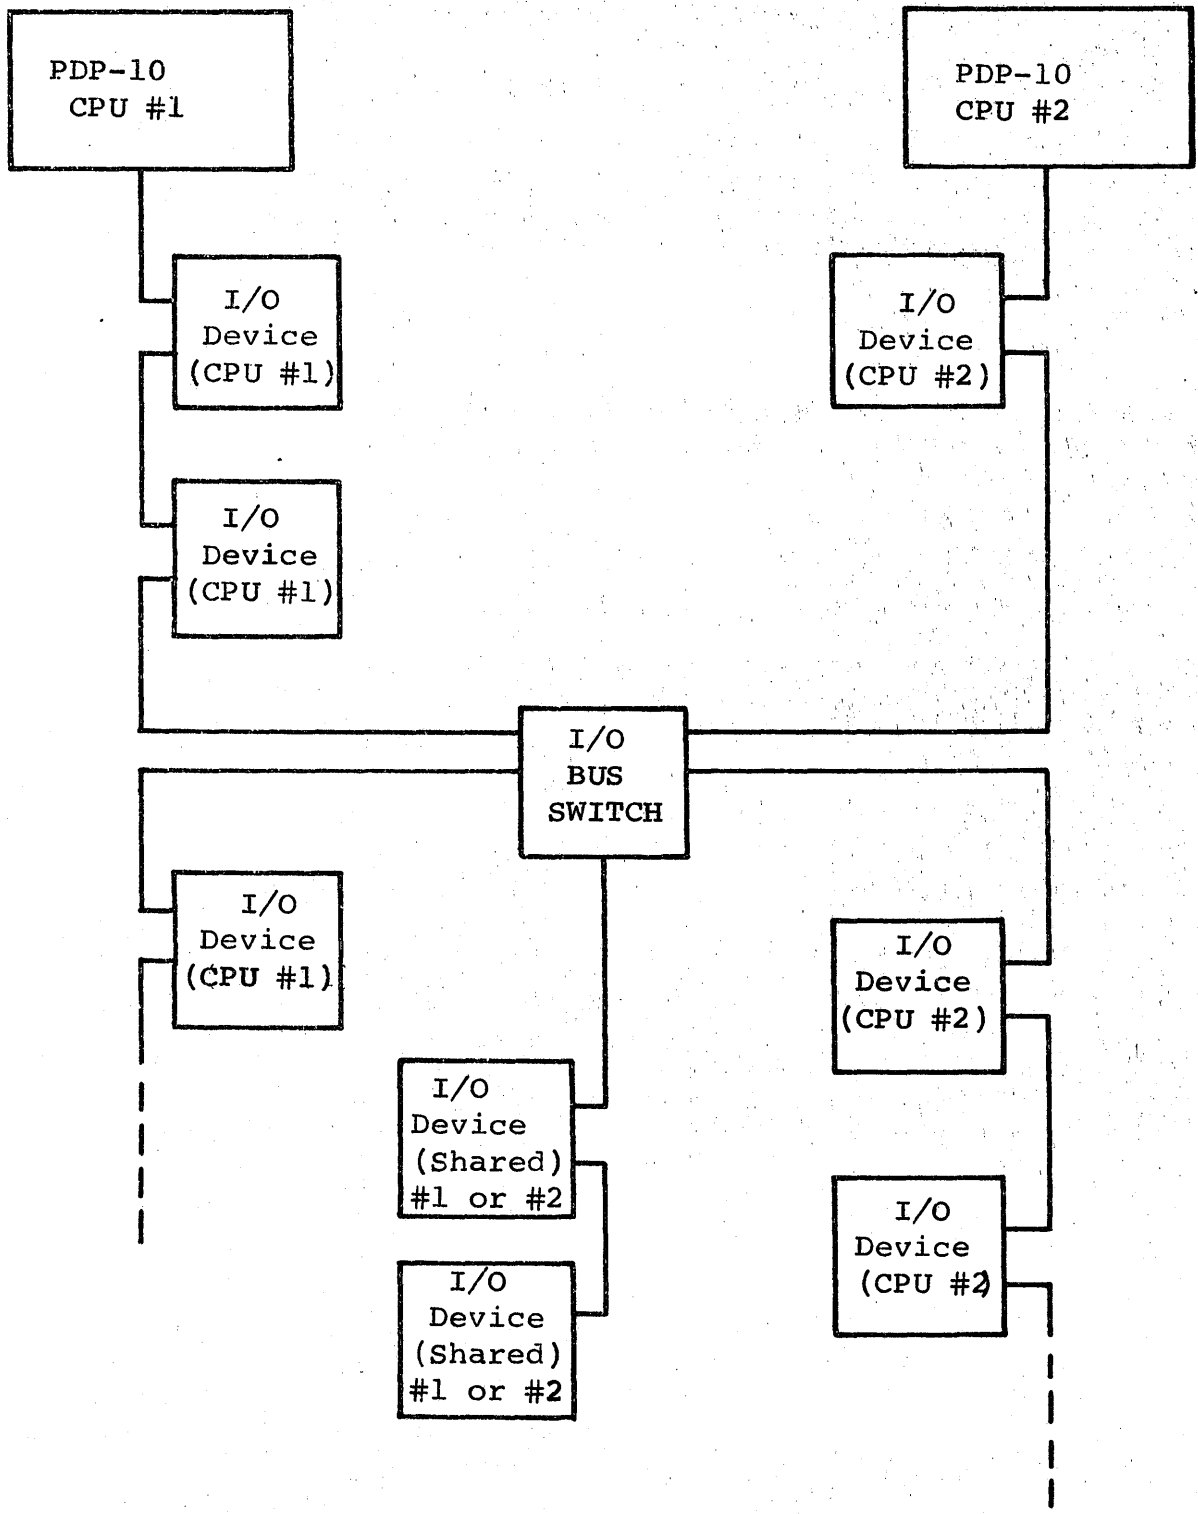 PDP-10
CPU #1
PDP-10
CPU #2
I/O
Device
(CPU #1)
I/O
Device
(CPU #2)
I/O
Device
(CPU #1)
I/O
BUS
SWITCH
I/O
Device
(CPU #1)
I/O
Device
(CPU #2)
I/O
Device
(Shared)
#1 or #2
I/O
Device
(CPU #2)
I/O
Device
(Shared)
#1 or #2